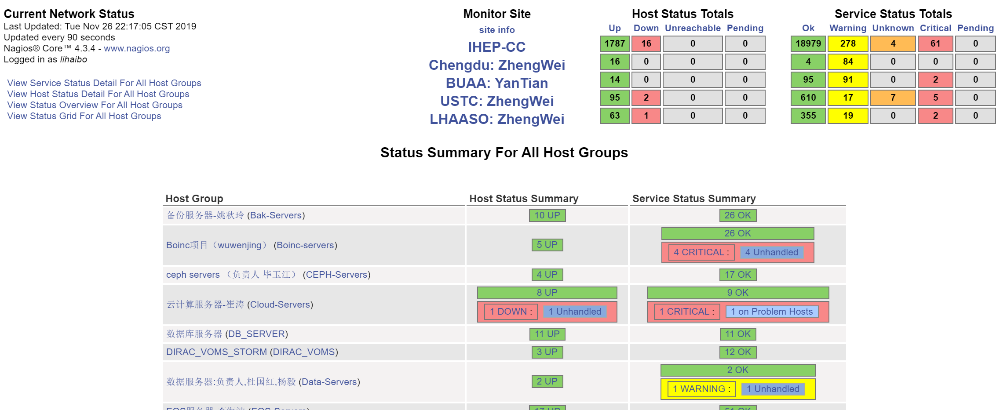 Current Network Status
Last Updated: Tue Nov 26 22:17:05 CST 2019
Updated every 90 seconds
Nagios® Core™ 4.3.4 - www.nagios.org
Logged in as lihaibo
View Service Status Detail For All Host Groups
View Host Status Detail For All Host Groups
View Status Overview For All Host Groups
View Status Grid For All Host Groups
Monitor Site Host Status Totals Service Status Totals
site info Up Down Unreachable Pending Ok Warning Unknown Critical Pending
IHEP-CC 1787 16 0 0 18979 278 4 61 0
Chengdu: ZhengWei 16 0 0 0 4 84 0 0 0
BUAA: YanTian 14 0 0 0 95 91 0 2 0
USTC: ZhengWei 95 2 0 0 610 17 7 5 0
LHAASO: ZhengWei 63 1 0 0 355 19 0 2 0
Status Summary For All Host Groups
Host Group Host Status Summary Service Status Summary
备份服务器-姚秋玲 (Bak-Servers) 10 UP 26 OK
Boinc项目（wuwenjing） (Boinc-servers) 5 UP 26 OK
4 CRITICAL : 4 Unhandled
ceph servers （负责人 毕玉江） (CEPH-Servers) 4 UP 17 OK
云计算服务器-崔涛 (Cloud-Servers) 8 UP 9 OK
1 DOWN : 1 Unhandled 1 CRITICAL : 1 on Problem Hosts
数据库服务器 (DB_SERVER) 11 UP 11 OK
DIRAC_VOMS_STORM (DIRAC_VOMS) 3 UP 12 OK
数据服务器:负责人,杜国红,杨毅 (Data-Servers) 2 UP 2 OK
1 WARNING : 1 Unhandled